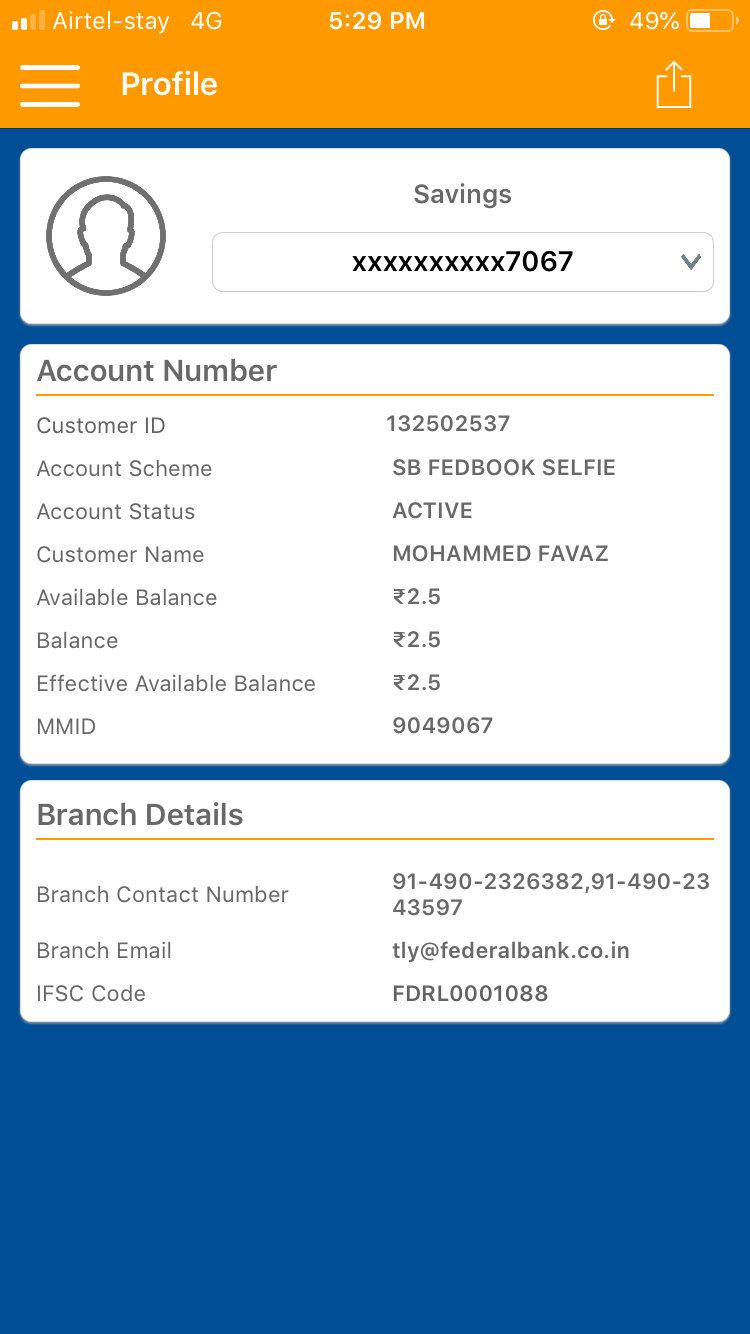 Airtel-stay 4G 5:29 PM 49%
Profile
Savings
xxxxxxxxxx7067
Account Number
Customer ID 132502537
Account Scheme SB FEDBOOK SELFIE
Account Status ACTIVE
Customer Name MOHAMMED FAVAZ
Available Balance ₹2.5
Balance ₹2.5
Effective Available Balance ₹2.5
MMID 9049067
Branch Details
Branch Contact Number 91-490-2326382,91-490-23
43597
Branch Email tly@federalbank.co.in
IFSC Code FDRL0001088